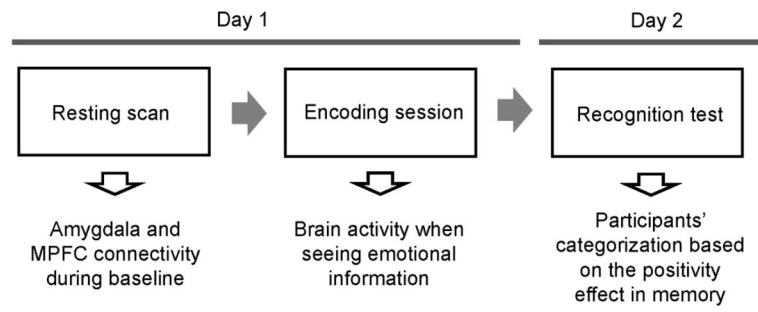 Day 1
Day 2
Resting scan
Encoding session
Recognition test
Amygdala and
MPFC connectivity
during baseline
Brain activity when
seeing emotional
information
Participants'
categorization based
on the positivity
effect in memory